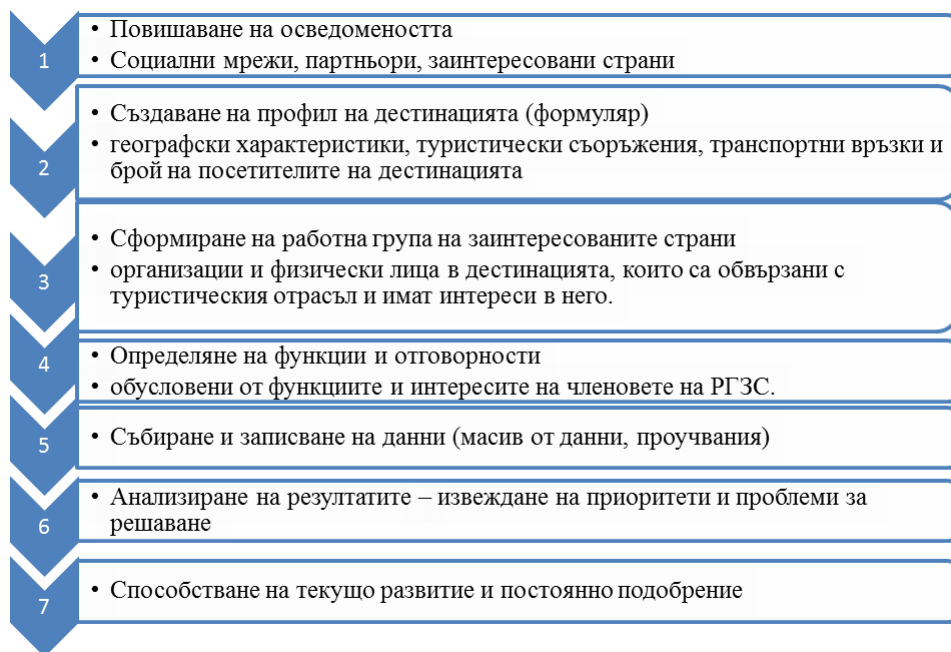 1
• Повишаване на осведомеността
• Социални мрежи, партньори, заинтересовани страни
2
• Създаване на профил на дестинацията (формуляр)
• географски характеристики, туристически съоръжения, транспортни връзки и
брой на посетителите на дестинацията
3
• Сформиране на работна група на заинтересованите страни
• организации и физически лица в дестинацията, които са обвързани с
туристическия отрасъл и имат интереси в него.
4
• Определяне на функции и отговорности
• обусловени от функциите и интересите на членовете на РГЗС.
5
• Събиране и записване на данни (масив от данни, проучвания)
6
• Анализиране на резултатите – извеждане на приоритети и проблеми за
решаване
7
• Способстване на текущо развитие и постоянно подобрение